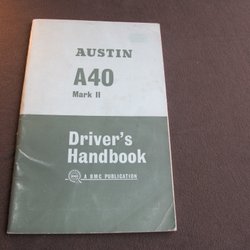 AUSTIN
A40
Mark II
Driver's
Handbook
A BMC PUBLICATION